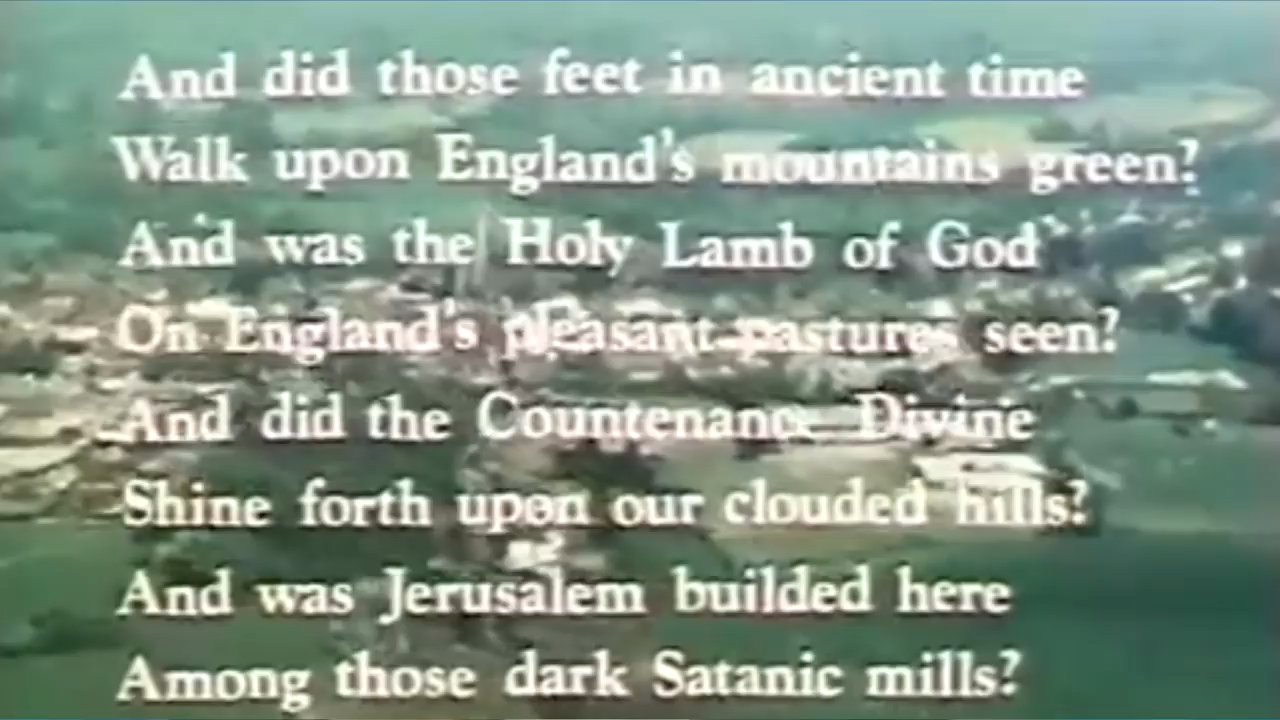 And did those feet in ancient time
Walk upon England's mountains green?
And was the Holy Lamb of God
On England's pleasant pastures seen?
And did the Countenance Divine
Shine forth upon our clouded hills?
And was Jerusalem builded here
Among those dark Satanic mills?